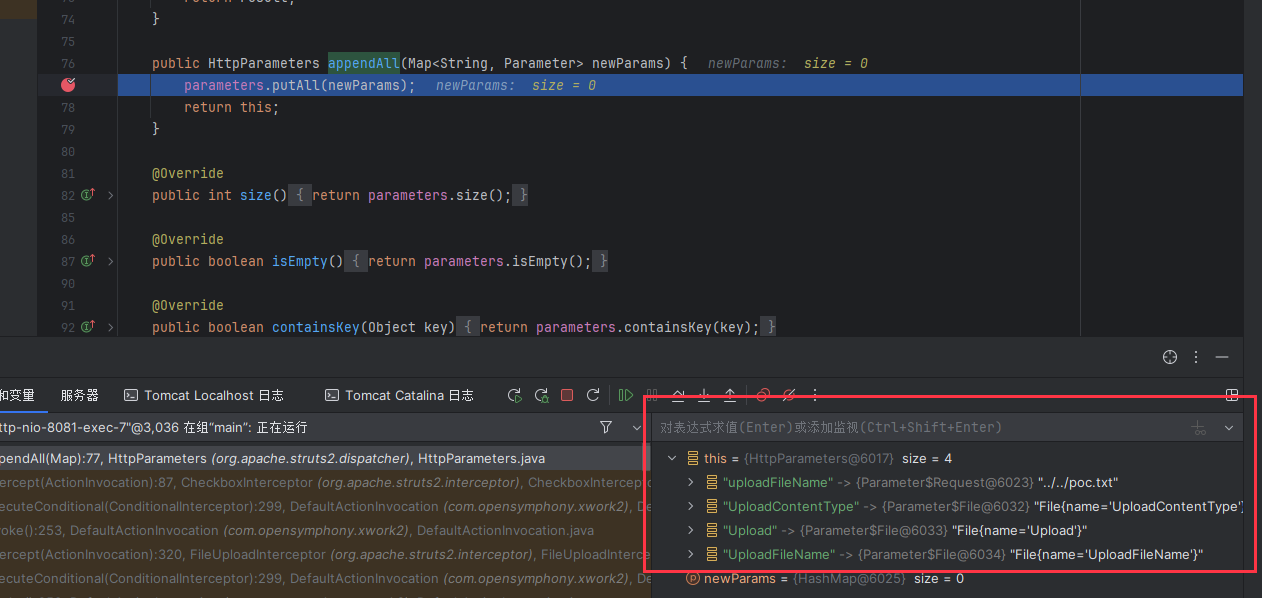 74 }
75
76 public HttpParameters appendAll(Map<String, Parameter> newParams) { newParams: size = 0
parameters.putAll(newParams); newParams: size = 0
78 return this;
79 }
80
81 @Override
82 public int size() { return parameters.size(); }
85
86 @Override
87 public boolean isEmpty() { return parameters.isEmpty(); }
90
91 @Override
92 public boolean containsKey(Object key) { return parameters.containsKey(key); }
和变量 服务器 Tomcat Localhost 日志 Tomcat Catalina 日志
ttp-nio-8081-exec-7"@3,036 在组"main": 正在运行
对表达式求值(Enter)或添加监视(Ctrl+Shift+Enter)
pendAll(Map):77, HttpParameters (org.apache.struts2.dispatcher), HttpParameters.java
this = {HttpParameters@6017} size = 4
ercept(ActionInvocation):87, CheckboxInterceptor (org.apache.struts2.interceptor), CheckboxIntercepto
"uploadFileName" -> {Parameter$Request@6023} "../../poc.txt"
ecuteConditional(ConditionalInterceptor):299, DefaultActionInvocation (com.opensymphony.xwork2), De
"UploadContentType" -> {Parameter$File@6032} "File{name='UploadContentType'}
voke():253, DefaultActionInvocation (com.opensymphony.xwork2), DefaultActionInvocation.java
"Upload" -> {Parameter$File@6033} "File{name='Upload'}"
ercept(ActionInvocation):320, FileUploadInterceptor (org.apache.struts2.interceptor), FileUploadInterce
"UploadFileName" -> {Parameter$File@6034} "File{name='UploadFileName'}"
ecuteConditional(ConditionalInterceptor):299, DefaultActionInvocation (com.opensymphony.xwork2), De
newParams = {HashMap@6025} size = 0